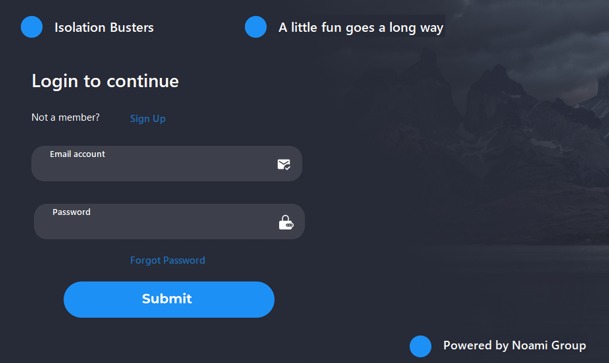 Isolation Busters
A little fun goes a long way
Login to continue
Not a member? Sign Up
Email account
Password
Forgot Password
Submit
Powered by Noami Group